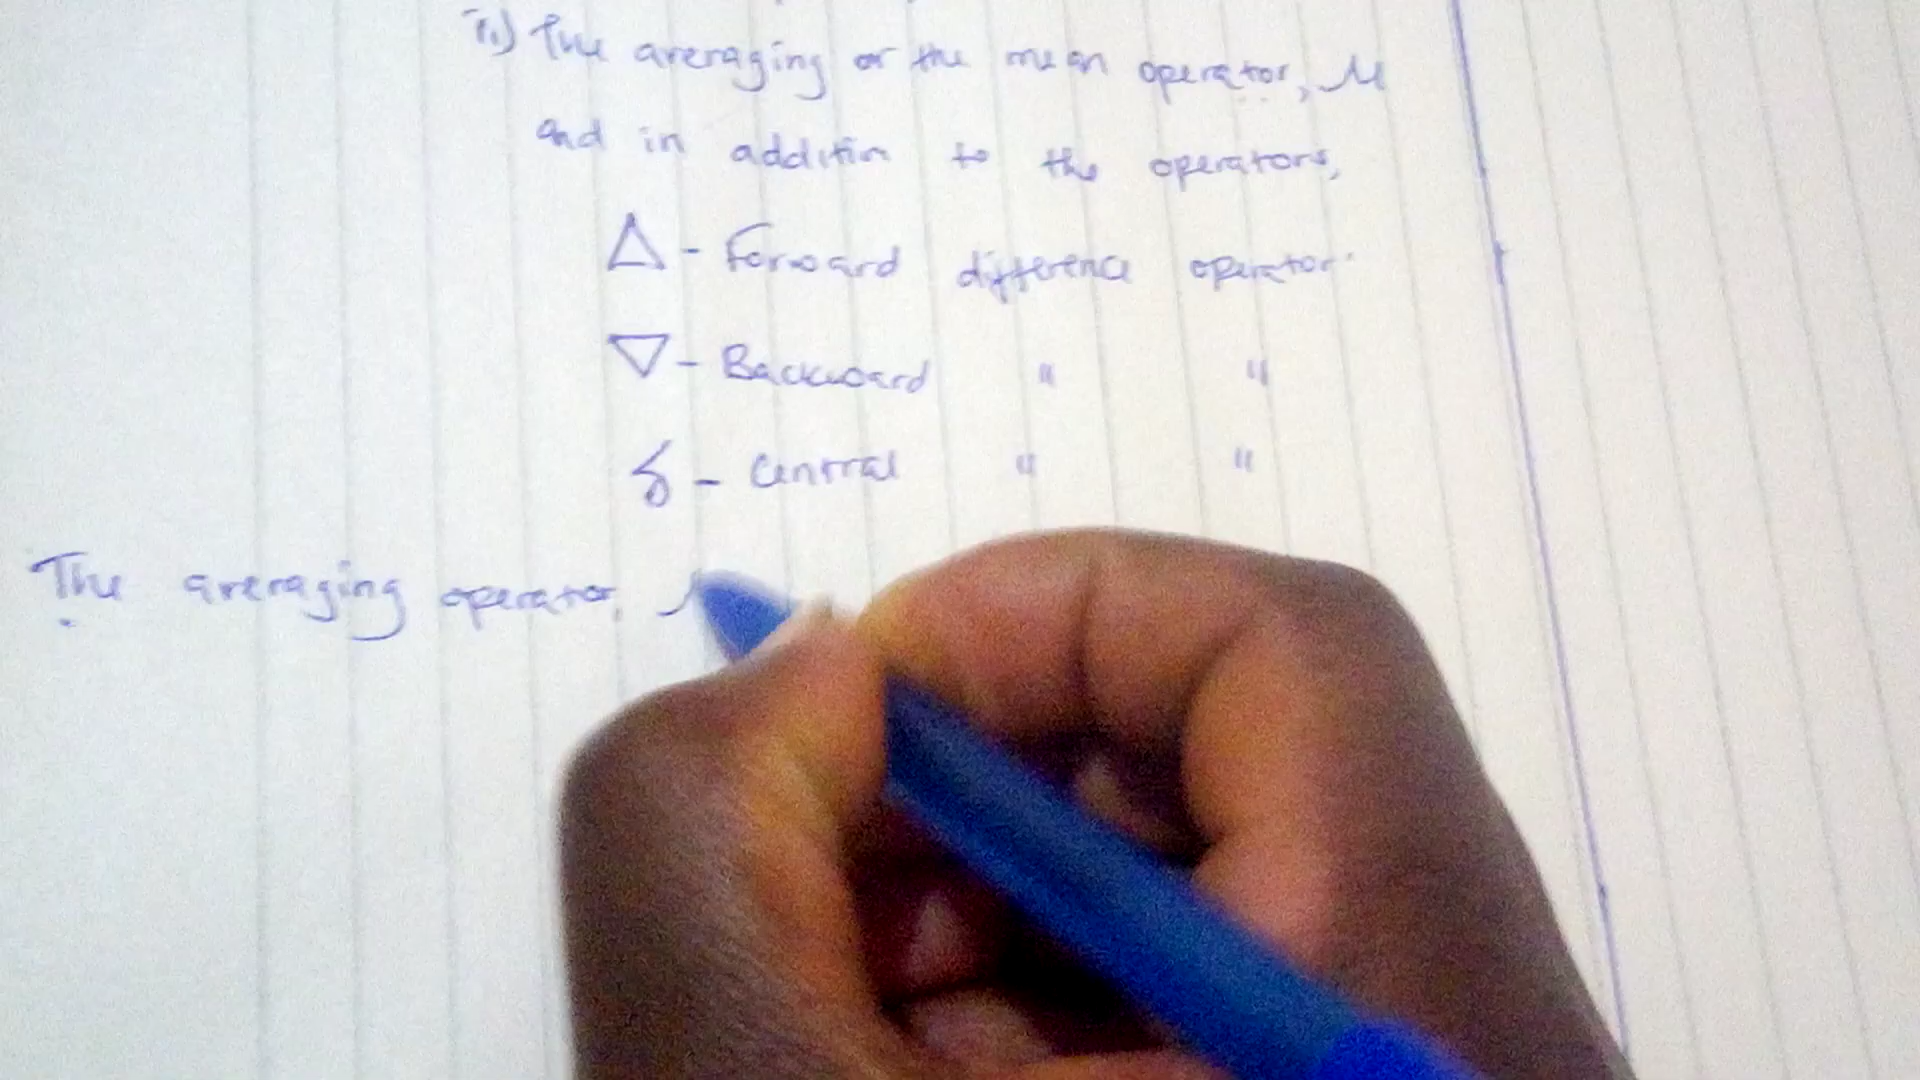 ii) The averaging or the mean operator, μ
and in addition to the operators,
Δ - Forward difference operator.
∇ - Backward " "
δ - Central " "
The averaging operator, μ